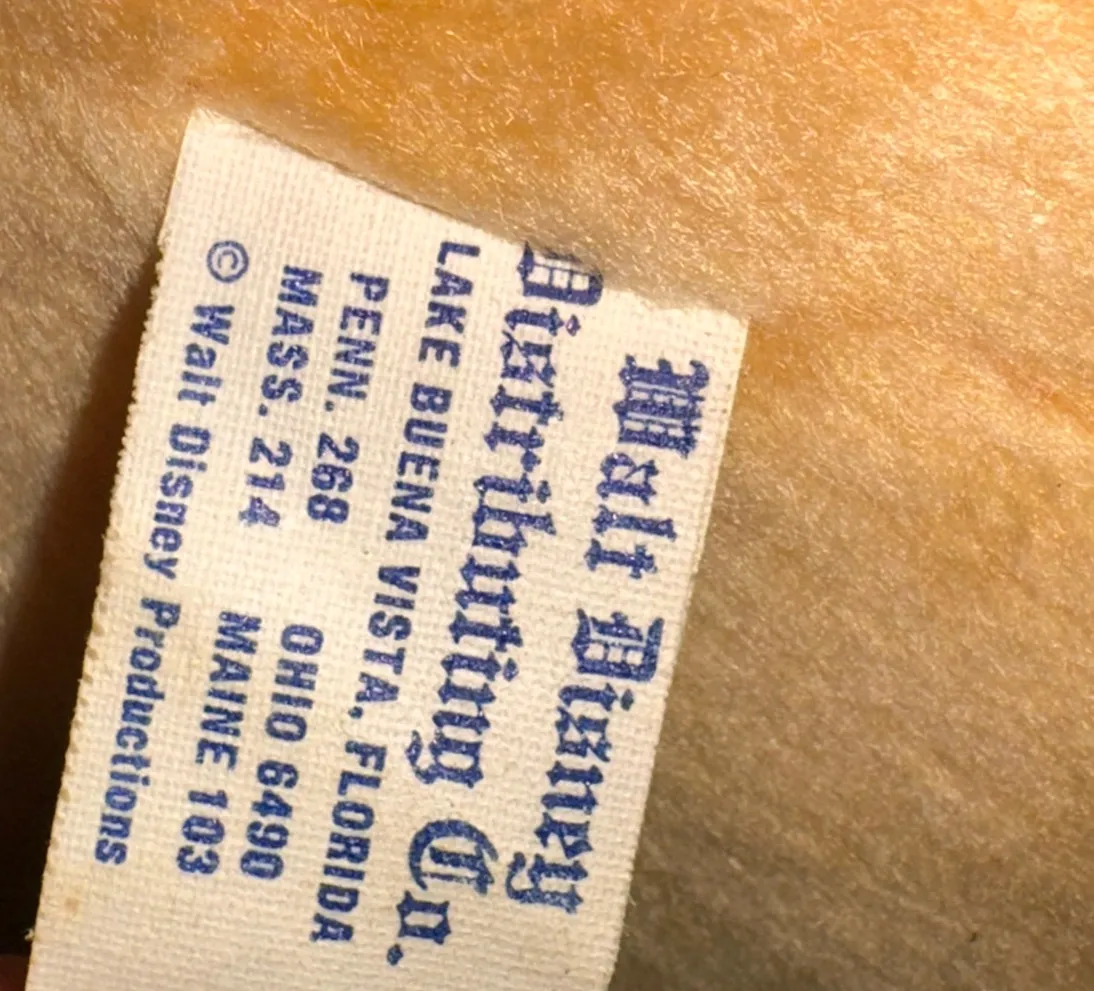 Walt Disney
Distributing Co.
LAKE BUENA VISTA, FLORIDA
PENN. 268 OHIO 6490
MASS. 214 MAINE 103
© Walt Disney Productions